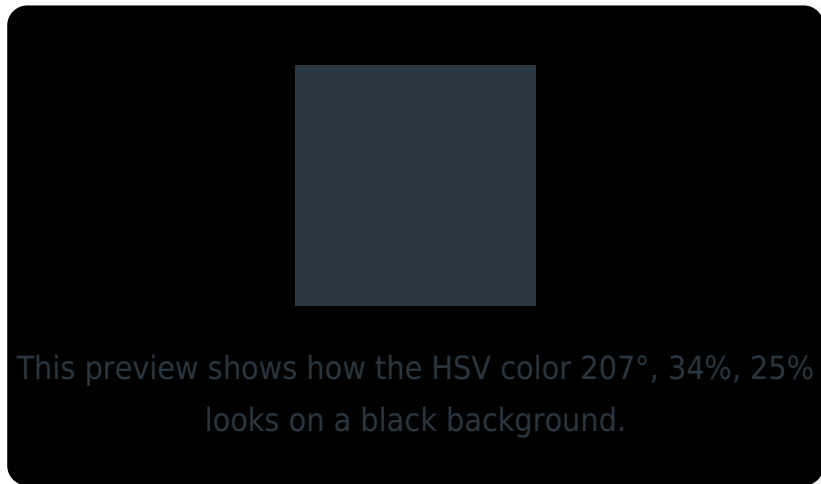 This preview shows how the HSV color 207°, 34%, 25%
looks on a black background.